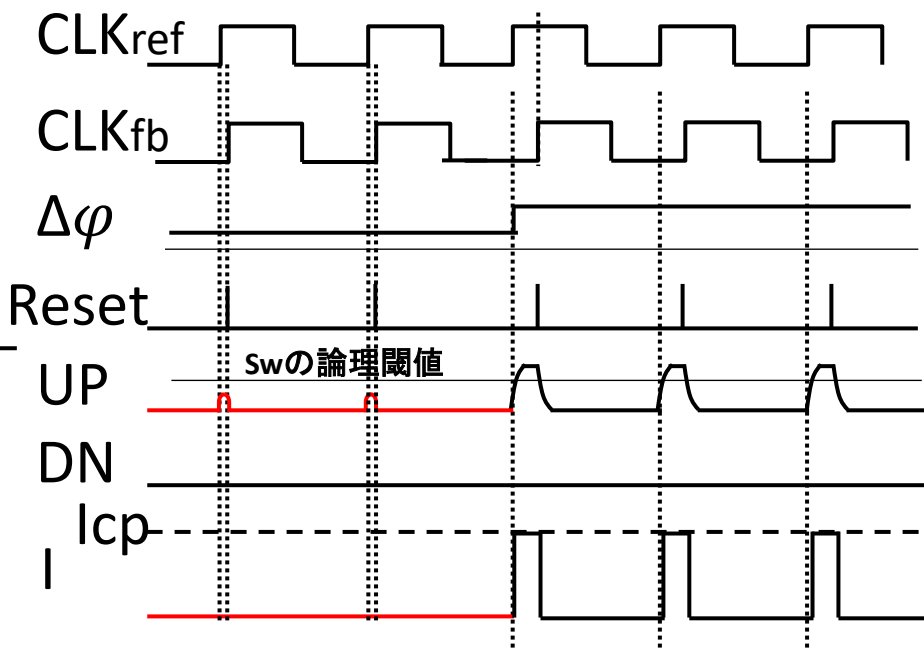 CLKref
CLKfb
Δφ
Reset
Swの論理閾値
UP
DN
Icp
I